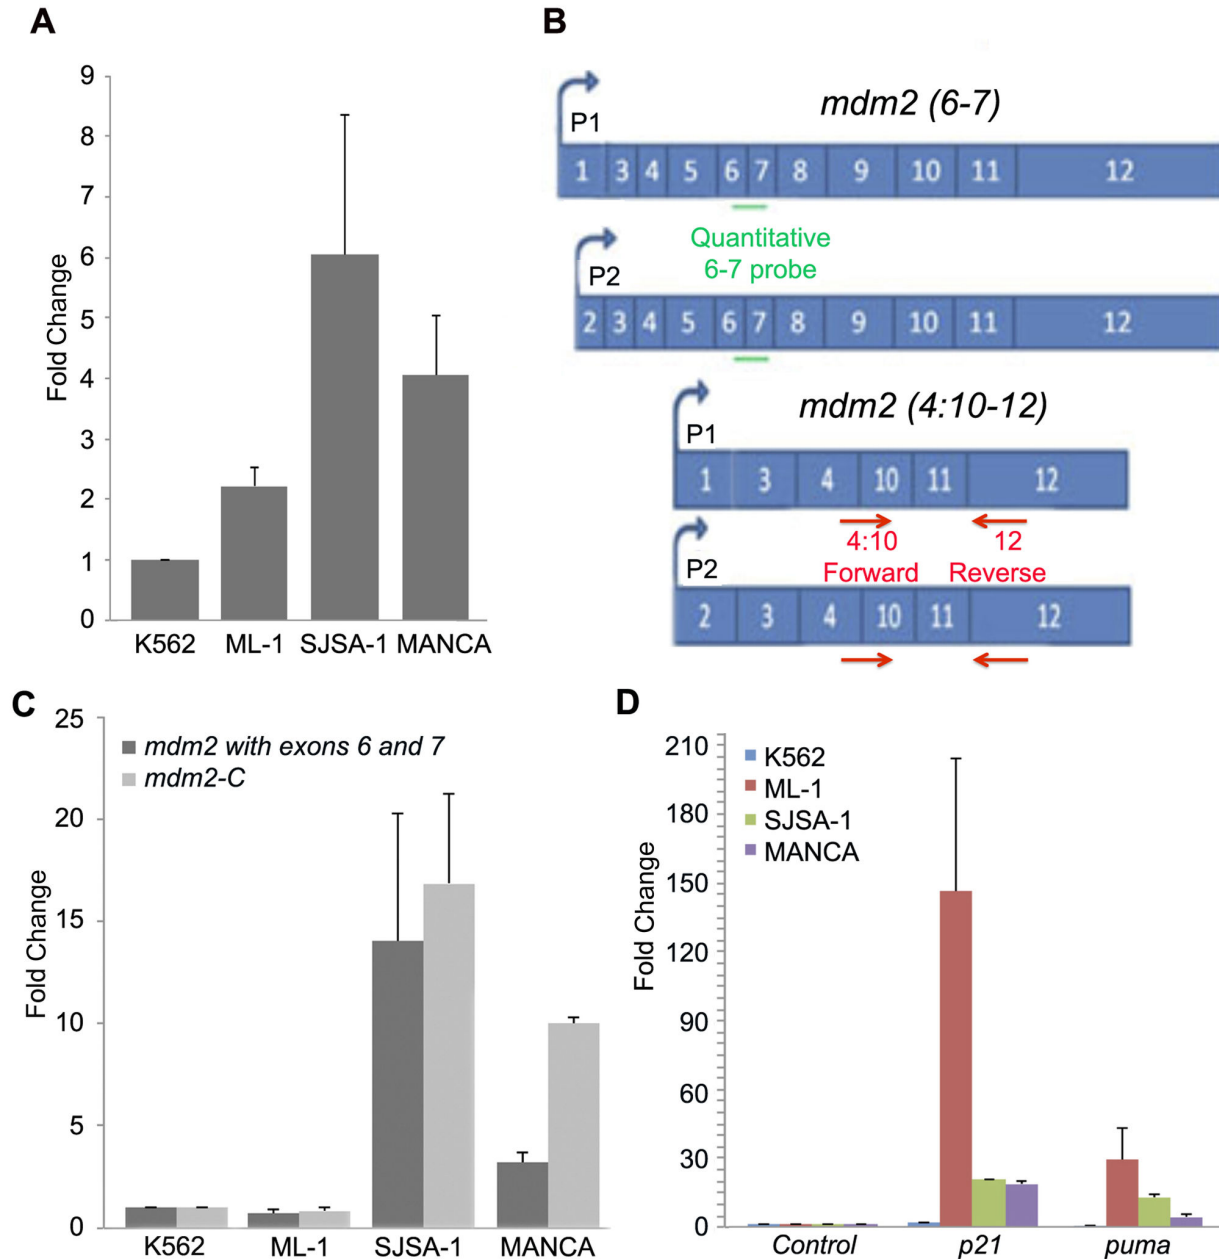 A
Fold Change
9
8
7
6
5
4
3
2
1
0
K562 ML-1 SJSA-1 MANCA
B
mdm2 (6-7)
P1
1 3 4 5 6 7 8 9 10 11 12
Quantitative
6-7 probe
P2
2 3 4 5 6 7 8 9 10 11 12
mdm2 (4:10-12)
P1
1 3 4 10 11 12
4:10 12
Forward Reverse
P2
2 3 4 10 11 12
C
Fold Change
25
20
15
10
5
0
mdm2 with exons 6 and 7
mdm2-C
K562 ML-1 SJSA-1 MANCA
D
Fold Change
210
180
150
120
90
60
30
0
K562
ML-1
SJSA-1
MANCA
Control p21 puma